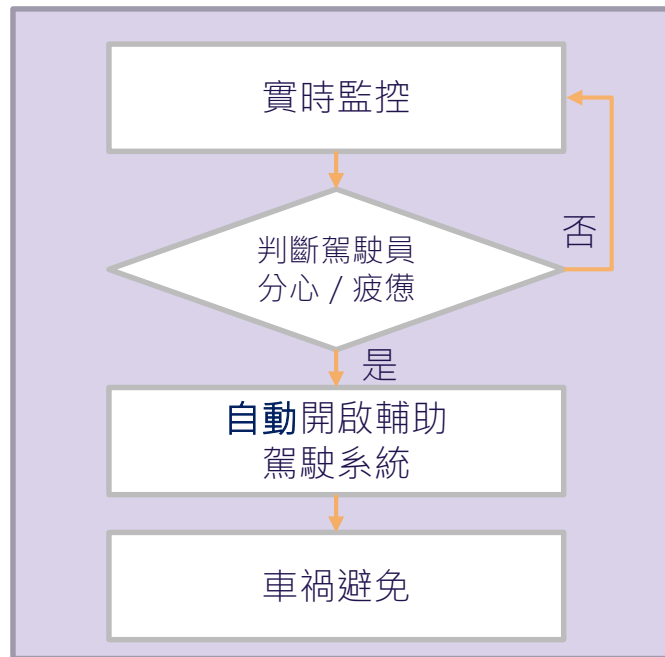 實時監控
判斷駕駛員
分心 / 疲憊
否
是
自動開啟輔助
駕駛系統
車禍避免